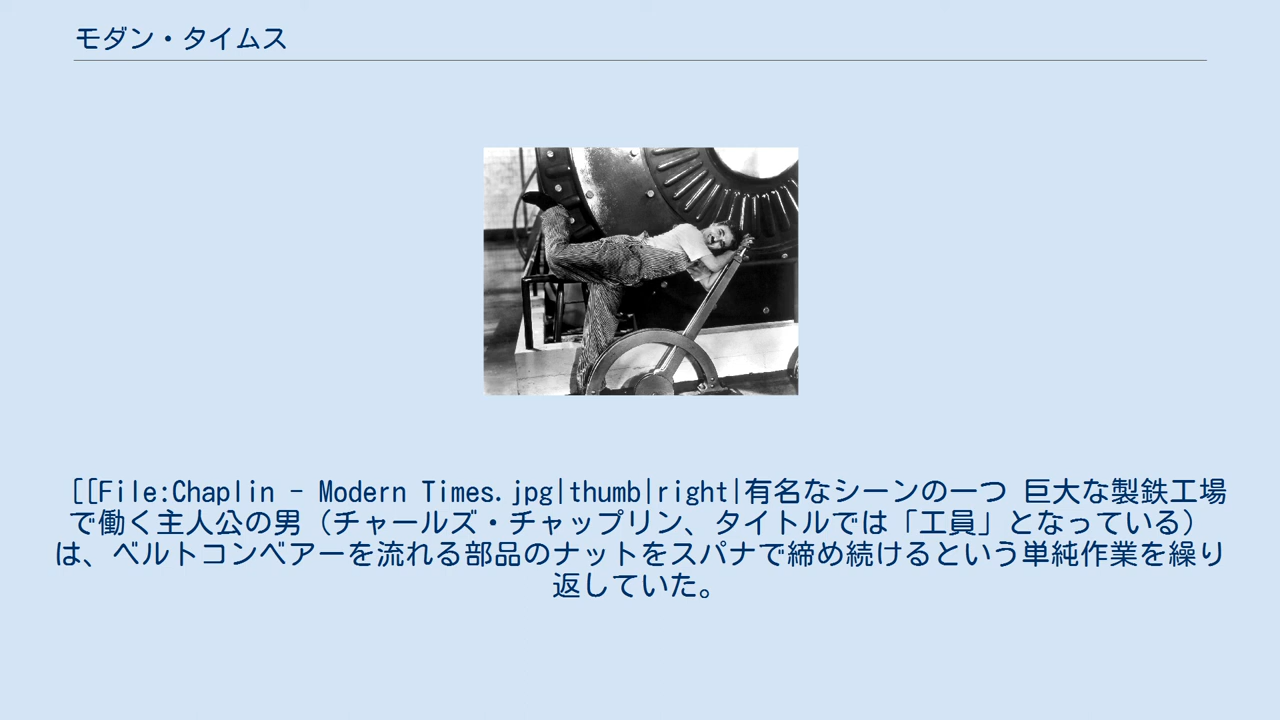 モダン・タイムス
[[File:Chaplin - Modern Times.jpg|thumb|right|有名なシーンの一つ 巨大な製鉄工場
で働く主人公の男（チャールズ・チャップリン、タイトルでは「工員」となっている）
は、ベルトコンベアーを流れる部品のナットをスパナで締め続けるという単純作業を繰り
返していた。